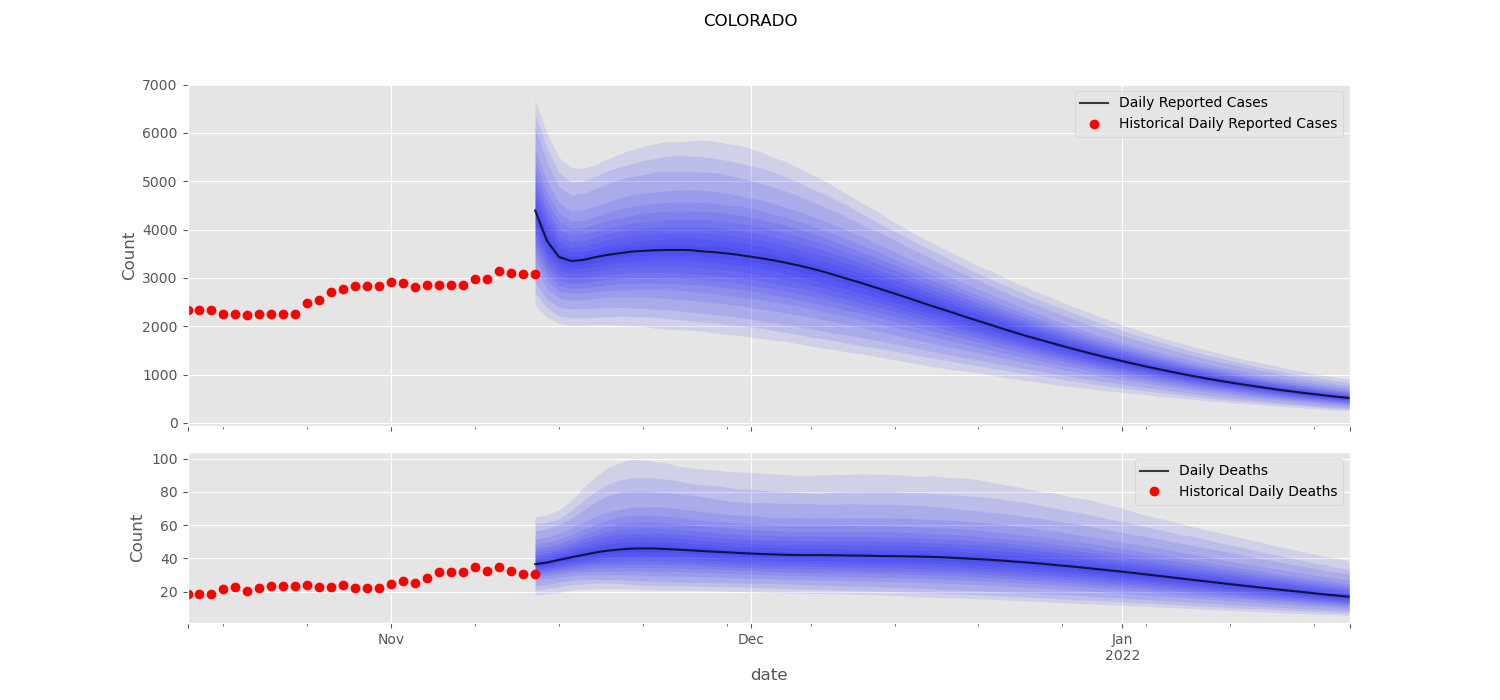 COLORADO
7000
6000
5000
4000
3000
2000
1000
0
Count
Daily Reported Cases
Historical Daily Reported Cases
100
80
60
40
20
Count
Daily Deaths
Historical Daily Deaths
Nov
Dec
Jan
2022
date